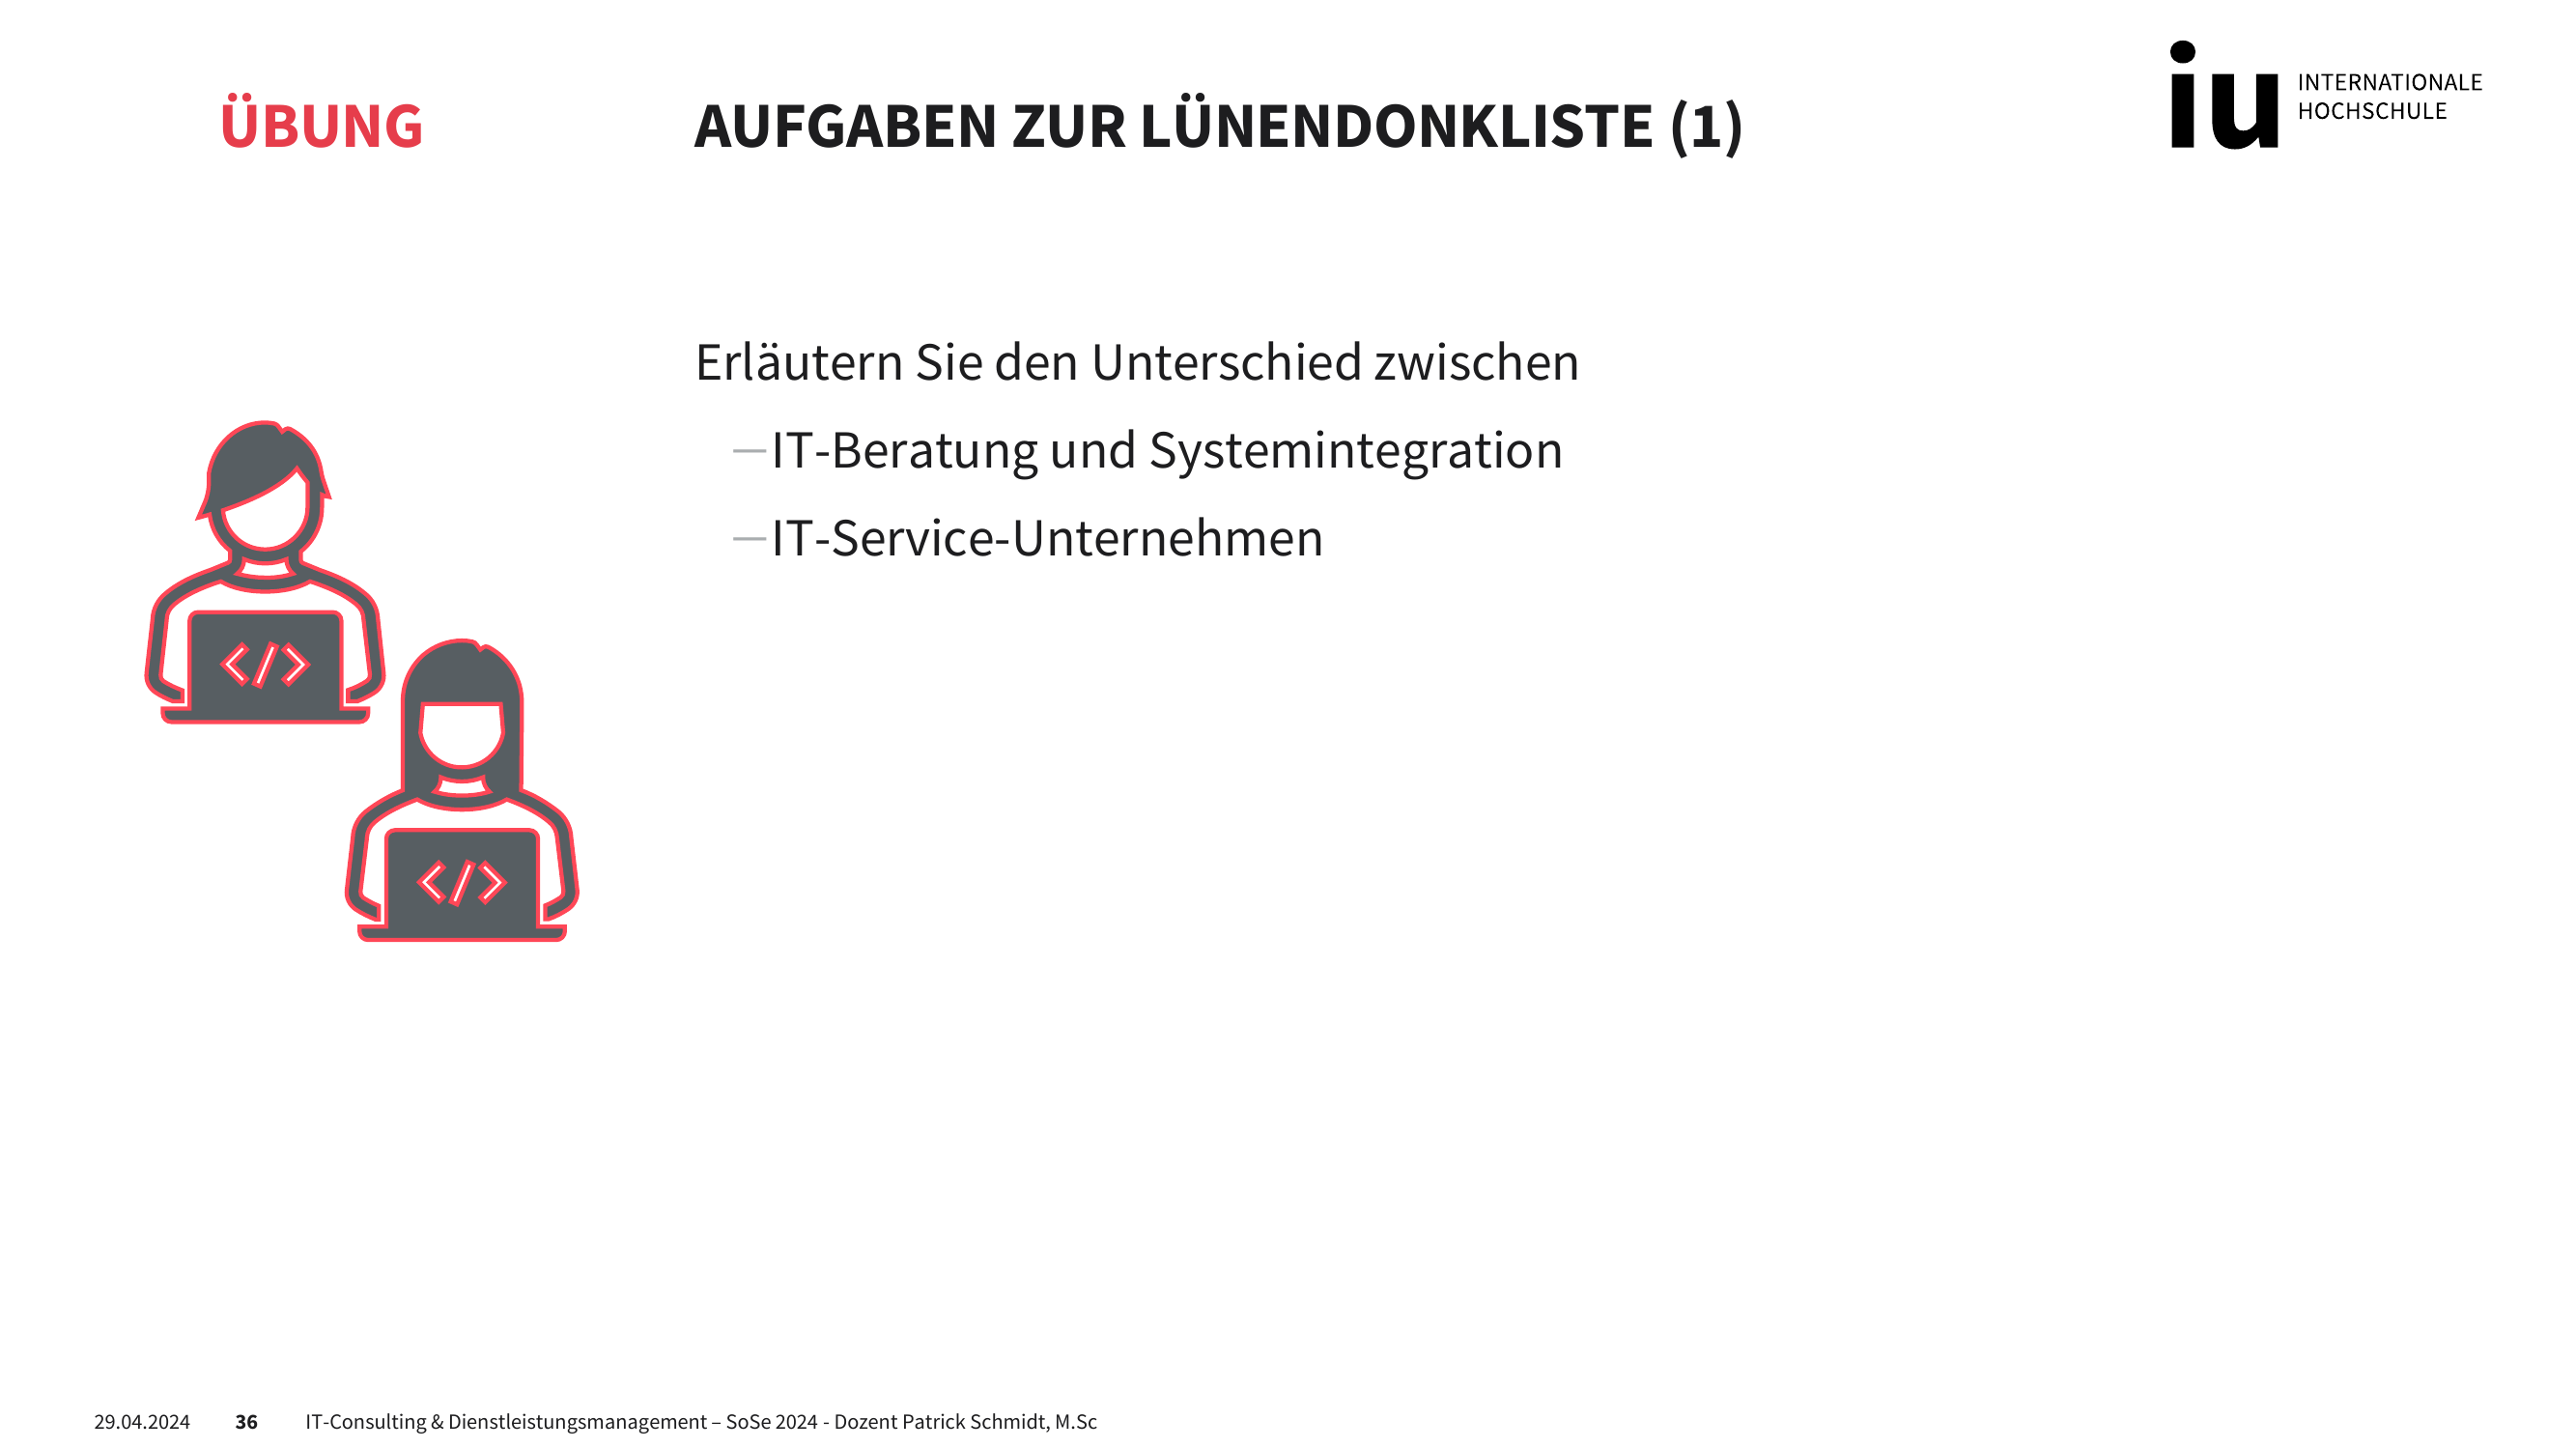 ÜBUNG
AUFGABEN ZUR LÜNENDONKLISTE (1)
iu INTERNATIONALE
HOCHSCHULE
Erläutern Sie den Unterschied zwischen
—IT-Beratung und Systemintegration
—IT-Service-Unternehmen
</>
</>
29.04.2024 36 IT-Consulting & Dienstleistungsmanagement – SoSe 2024 - Dozent Patrick Schmidt, M.Sc